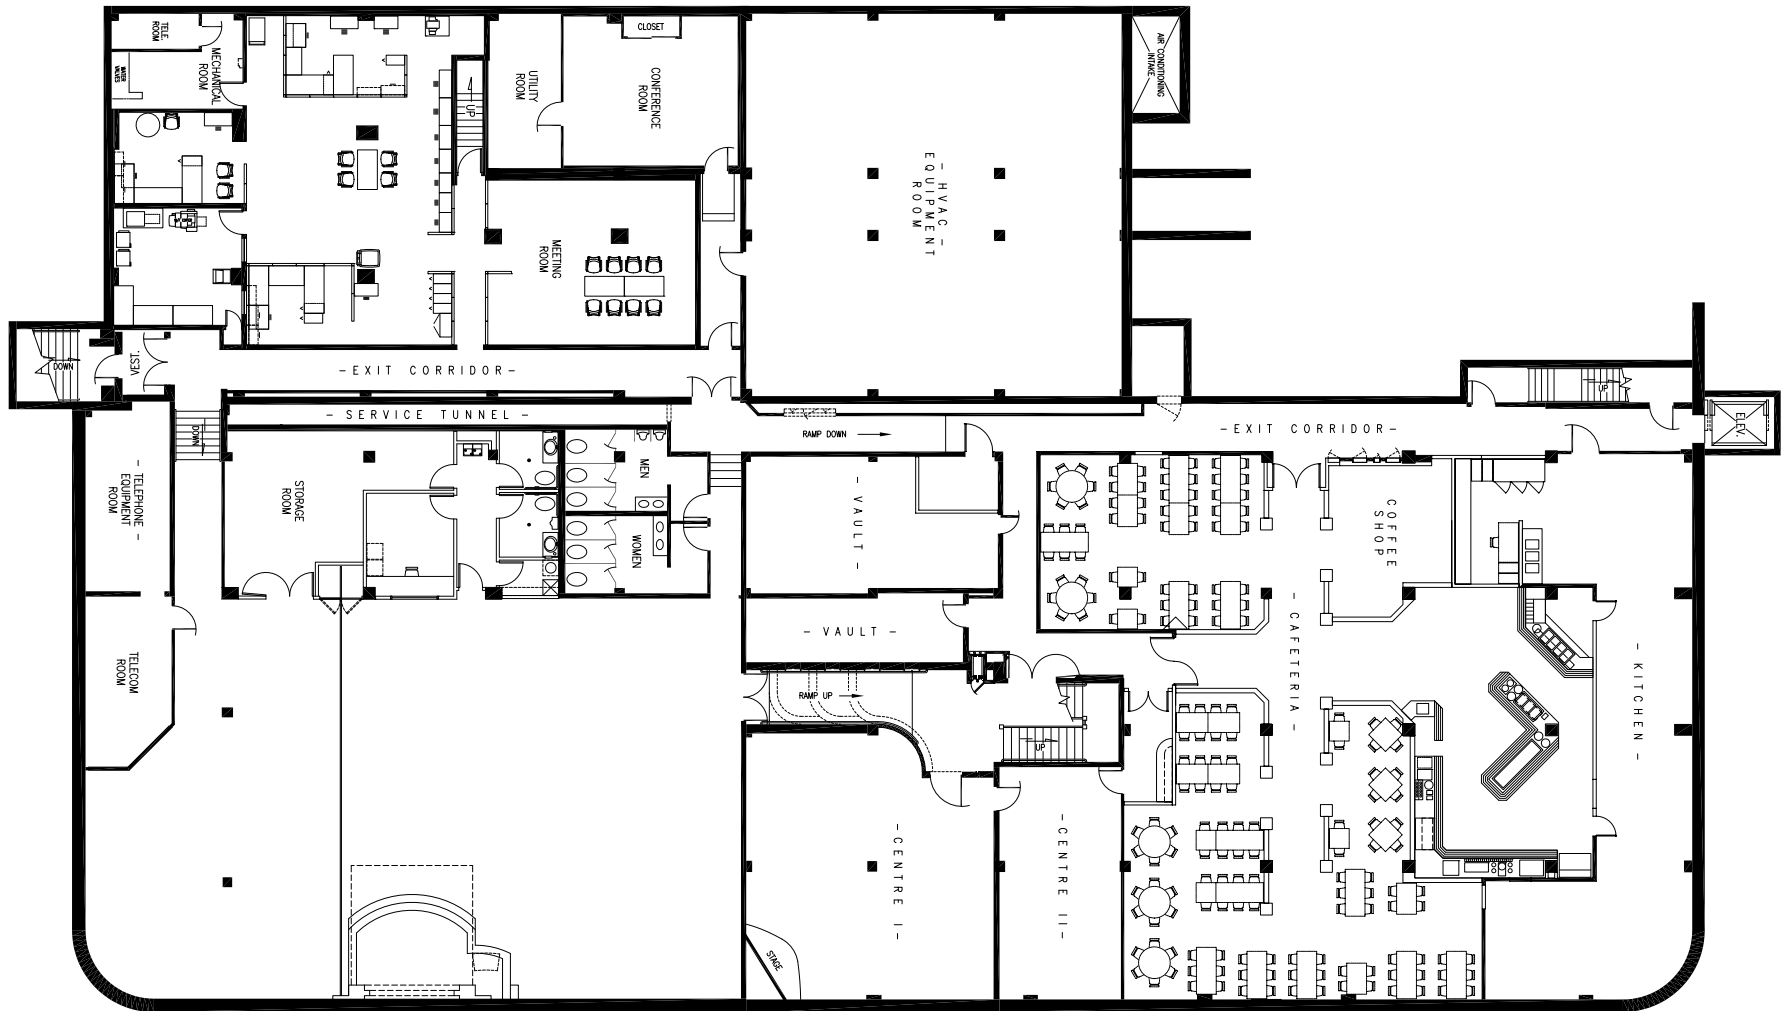 TELE.
ROOM
MECHANICAL
ROOM
WATER
VALVES
UP
UTILITY
ROOM
CLOSET
CONFERENCE
ROOM
- HVAC -
EQUIPMENT
ROOM
AIR CONDITIONING
INTAKE
MEETING
ROOM
DOWN
VEST.
-EXIT CORRIDOR-
- SERVICE TUNNEL -
DOWN
RAMP DOWN
-EXIT CORRIDOR-
UP
ELEV.
- TELEPHONE -
EQUIPMENT
ROOM
STORAGE
ROOM
MEN
WOMEN
- VAULT -
COFFEE
SHOP
- VAULT -
- CAFETERIA -
- KITCHEN -
TELECOM
ROOM
RAMP UP
UP
-CENTRE I-
-CENTRE II-
STAGE